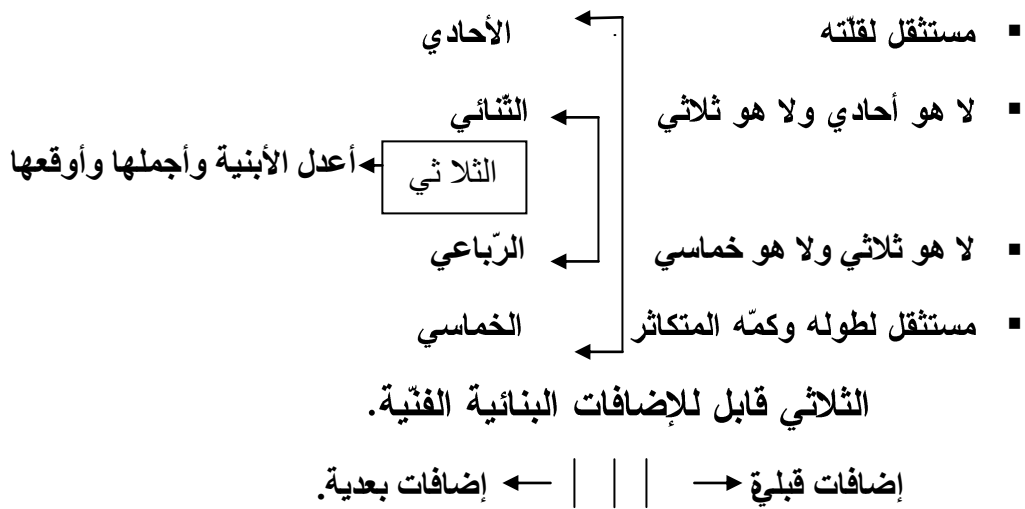 ▪ مستثقل لقلّته الأحادي
▪ لا هو أحادي ولا هو ثلاثي الثّنائي
الثلا ثي أعدل الأبنية وأجملها وأوقعها
▪ لا هو ثلاثي ولا هو خماسي الرّباعي
▪ مستثقل لطوله وكمّه المتكاثر الخماسي
الثلاثي قابل للإضافات البنائية الفنّية.
إضافات قبليّة إضافات بعدية.